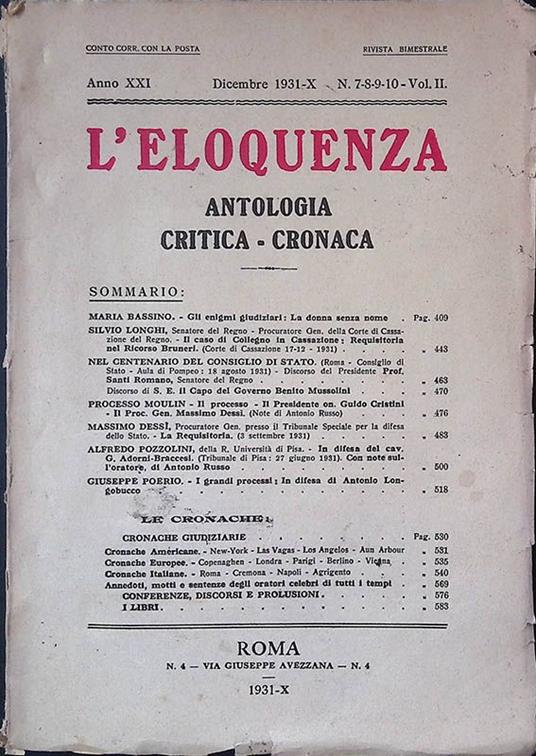 CONTO CORR. CON LA POSTA RIVISTA BIMESTRALE
Anno XXI Dicembre 1931-X N. 7-8-9-10 - Vol. II.
L'ELOQUENZA
ANTOLOGIA
CRITICA - CRONACA
SOMMARIO:
MARIA BASSINO. - Gli enigmi giudiziari: La donna senza nome . Pag. 409
SILVIO LONGHI, Senatore del Regno - Procuratore Gen. della Corte di Cassa-
zione del Regno. - Il caso di Collegno in Cassazione: Requisitoria
nel Ricorso Bruneri. (Corte di Cassazione 17-12 - 1931) . . . . „ 443
NEL CENTENARIO DEL CONSIGLIO DI STATO. (Roma - Consiglio di
Stato - Aula di Pompeo: 18 agosto 1931) - Discorso del Presidente Prof.
Santi Romano, Senatore del Regno . . . . . . . „ 463
Discorso di S. E. il Capo del Governo Benito Mussolini . . „ 470
PROCESSO MOULIN - Il processo - Il Presidente on. Guido Cristini
- Il Proc. Gen. Massimo Dessì. (Note di Antonio Russo) . . „ 476
MASSIMO DESSÌ, Procuratore Gen. presso il Tribunale Speciale per la difesa
dello Stato. - La Requisitoria. (3 settembre 1931) . . . . „ 483
ALFREDO POZZOLINI, della R. Università di Pisa. - In difesa del cav.
G. Adorni-Braccesi. (Tribunale di Pisa: 27 giugno 1931). Con note sul-
l'oratore, di Antonio Russo . . . . . . . . „ 500
GIUSEPPE POERIO. - I grandi processi: In difesa di Antonio Lon-
gobucco . . . . . . . . . . . „ 518
LE CRONACHE:
CRONACHE GIUDIZIARIE . . . . . . . Pag. 530
Cronache Américane. - New-York - Las Vagas - Los Angelos - Aun Arbour „ 531
Cronache Europee. - Copenaghen - Londra - Parigi - Berlino - Vienna . „ 535
Cronache Italiane. - Roma - Cremona - Napoli - Agrigento . . . „ 540
Annedoti, motti e sentenze degli oratori celebri di tutti i tempi . „ 569
CONFERENZE, DISCORSI E PROLUSIONI . . . . . „ 576
I LIBRI . . . . . . . . . . . „ 583
ROMA
N. 4 — VIA GIUSEPPE AVEZZANA — N. 4
1931-X